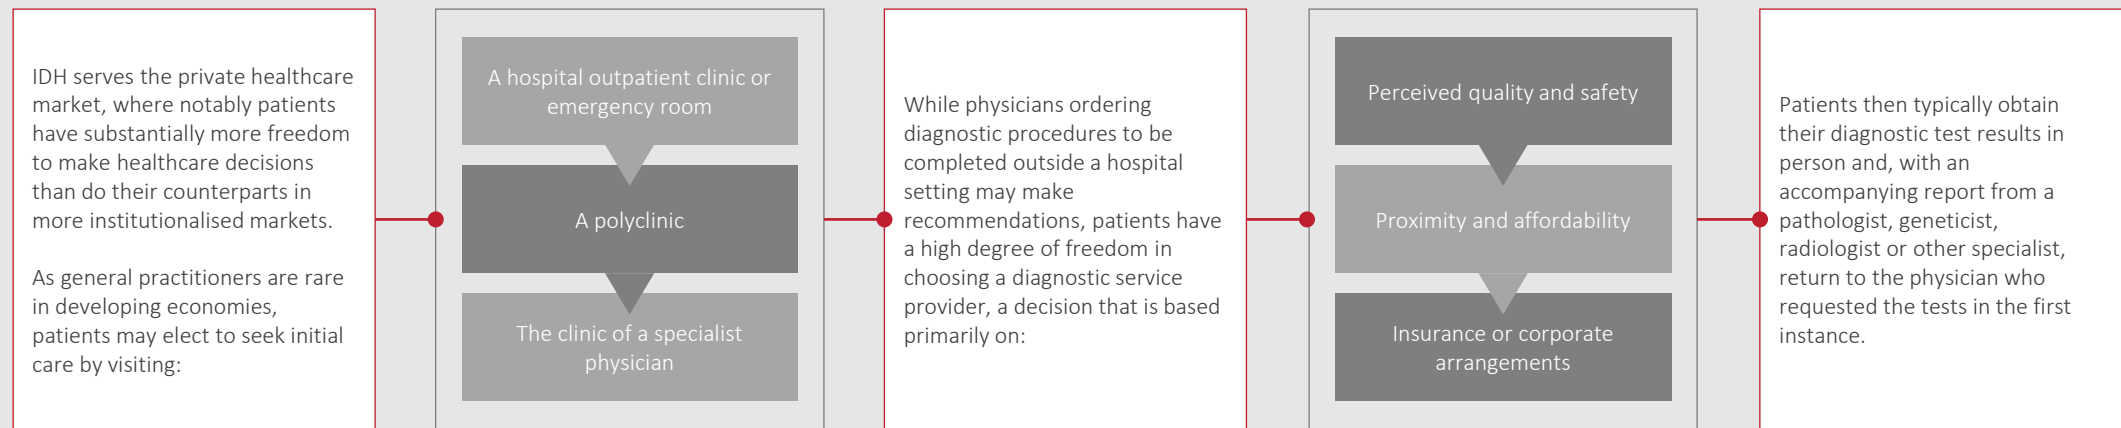 IDH serves the private healthcare
market, where notably patients
have substantially more freedom
to make healthcare decisions
than do their counterparts in
more institutionalised markets.
As general practitioners are rare
in developing economies,
patients may elect to seek initial
care by visiting:
A hospital outpatient clinic or
emergency room
A polyclinic
The clinic of a specialist
physician
While physicians ordering
diagnostic procedures to be
completed outside a hospital
setting may make
recommendations, patients have
a high degree of freedom in
choosing a diagnostic service
provider, a decision that is based
primarily on:
Perceived quality and safety
Proximity and affordability
Insurance or corporate
arrangements
Patients then typically obtain
their diagnostic test results in
person and, with an
accompanying report from a
pathologist, geneticist,
radiologist or other specialist,
return to the physician who
requested the tests in the first
instance.